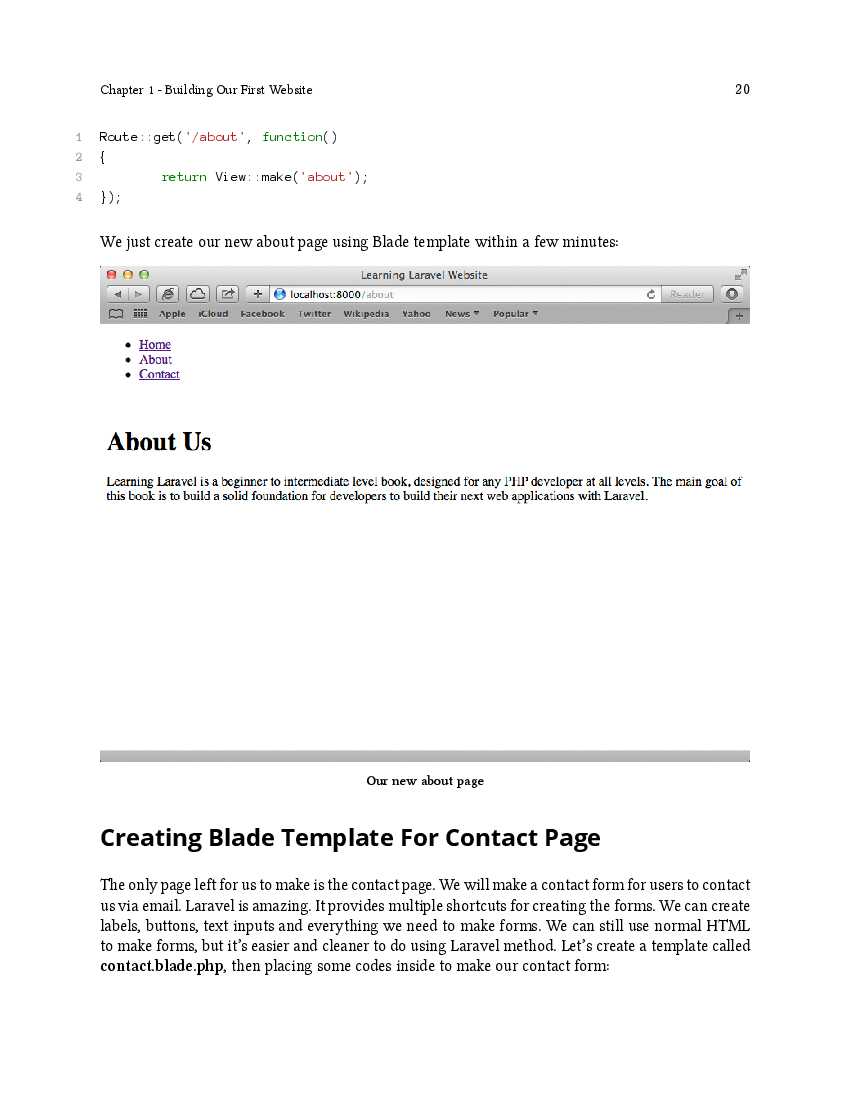 Chapter 1 - Building Our First Website 20
1 Route::get('/about', function()
2 {
3 return View::make('about');
4 });
We just create our new about page using Blade template within a few minutes:
Learning Laravel Website
localhost:8000/about Reader
Apple iCloud Facebook Twitter Wikipedia Yahoo News Popular
• Home
• About
• Contact
About Us
Learning Laravel is a beginner to intermediate level book, designed for any PHP developer at all levels. The main goal of
this book is to build a solid foundation for developers to build their next web applications with Laravel.
Our new about page
Creating Blade Template For Contact Page
The only page left for us to make is the contact page. We will make a contact form for users to contact
us via email. Laravel is amazing. It provides multiple shortcuts for creating the forms. We can create
labels, buttons, text inputs and everything we need to make forms. We can still use normal HTML
to make forms, but it's easier and cleaner to do using Laravel method. Let's create a template called
contact.blade.php, then placing some codes inside to make our contact form: